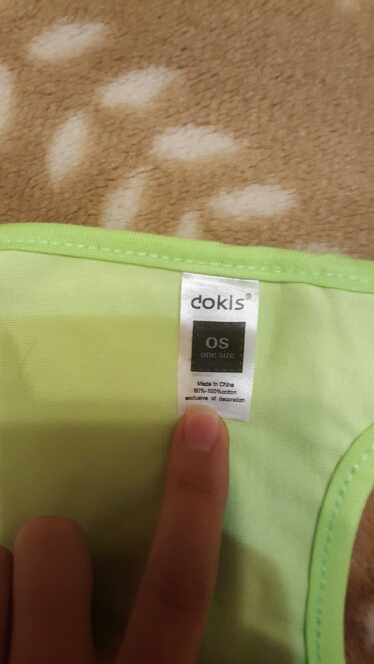 dokis®
OS
one size
Made in China
60%-100%cotton
exclusive of decoration